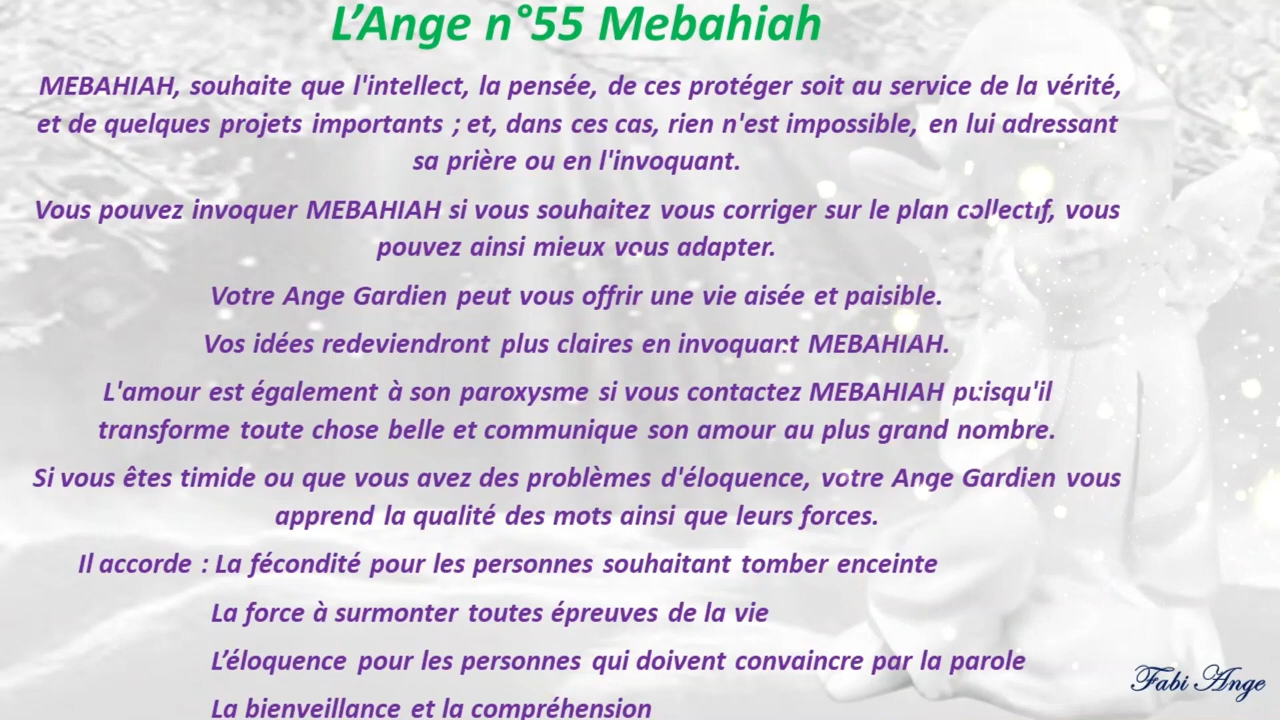 L’Ange n°55 Mebahiah
MEBAHIAH, souhaite que l'intellect, la pensée, de ces protéger soit au service de la vérité,
et de quelques projets importants ; et, dans ces cas, rien n'est impossible, en lui adressant
sa prière ou en l'invoquant.
Vous pouvez invoquer MEBAHIAH si vous souhaitez vous corriger sur le plan collectif, vous
pouvez ainsi mieux vous adapter.
Votre Ange Gardien peut vous offrir une vie aisée et paisible.
Vos idées redeviendront plus claires en invoquant MEBAHIAH.
L'amour est également à son paroxysme si vous contactez MEBAHIAH puisqu'il
transforme toute chose belle et communique son amour au plus grand nombre.
Si vous êtes timide ou que vous avez des problèmes d'éloquence, votre Ange Gardien vous
apprend la qualité des mots ainsi que leurs forces.
Il accorde : La fécondité pour les personnes souhaitant tomber enceinte
La force à surmonter toutes épreuves de la vie
L’éloquence pour les personnes qui doivent convaincre par la parole
La bienveillance et la compréhension
Fabi Ange